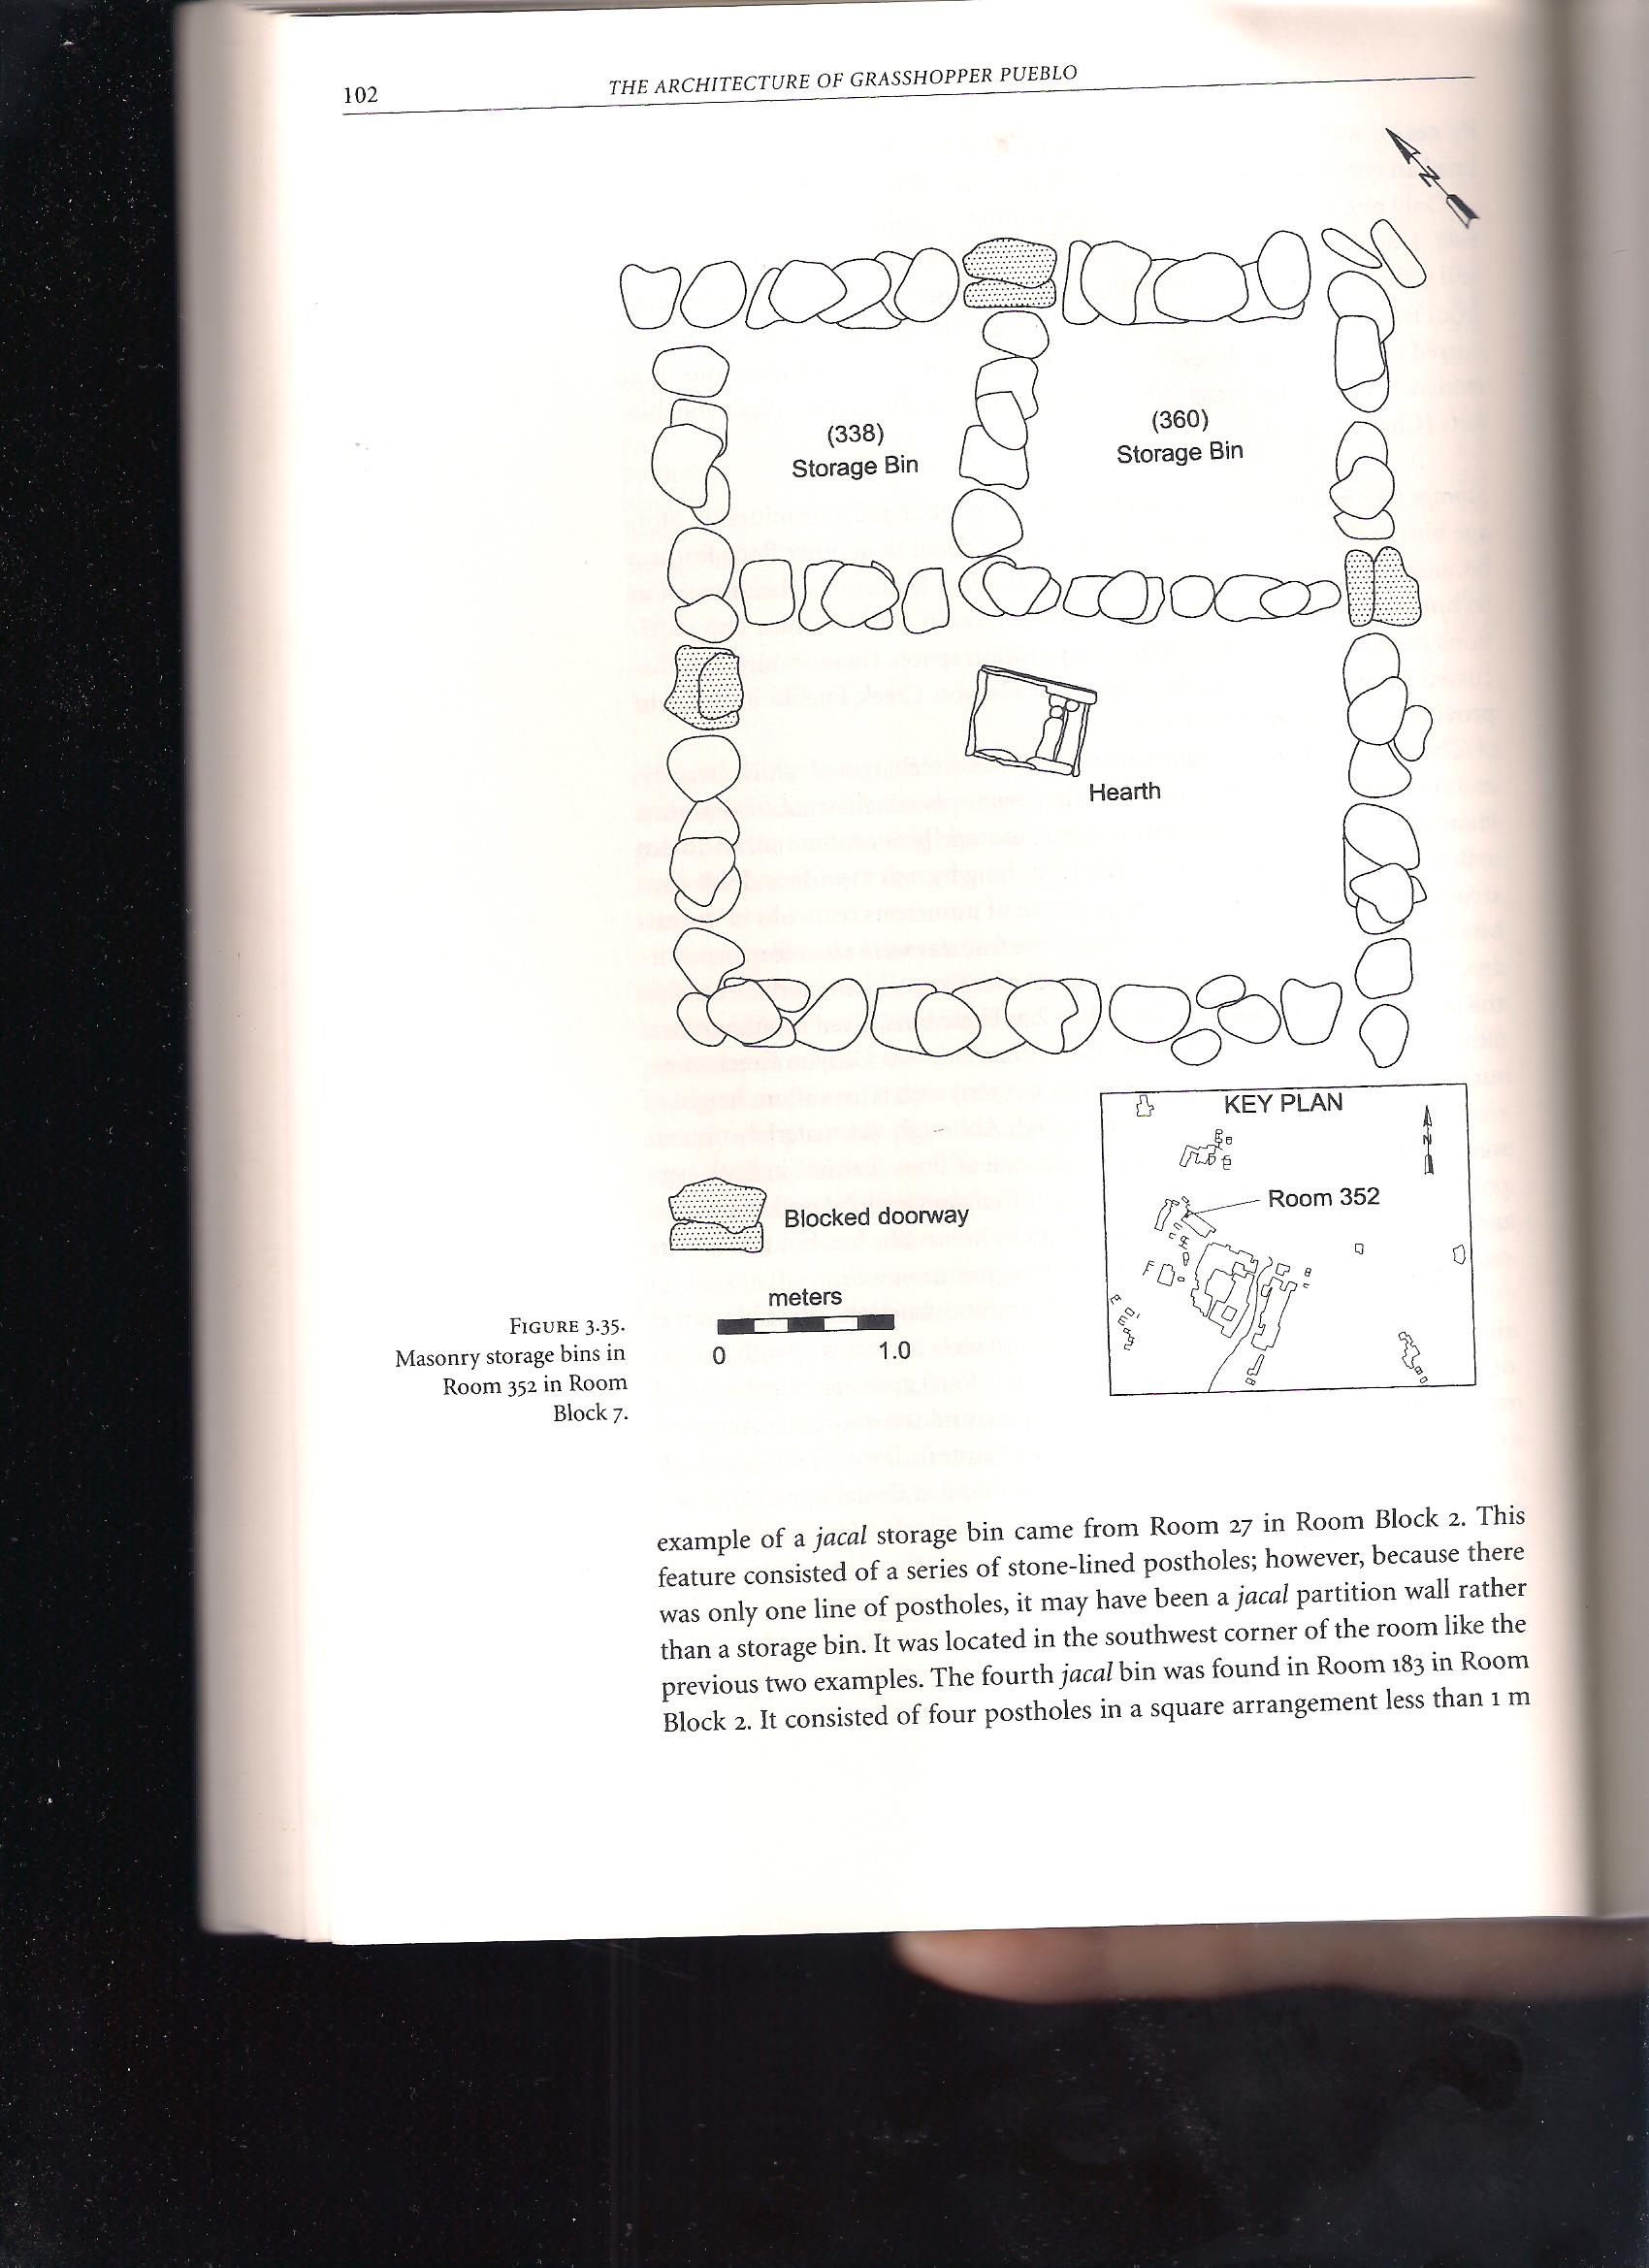 102
THE ARCHITECTURE OF GRASSHOPPER PUEBLO
N
(338)
Storage Bin
(360)
Storage Bin
Hearth
KEY PLAN
N
Room 352
Blocked doorway
meters
0 1.0
FIGURE 3.35.
Masonry storage bins in
Room 352 in Room
Block 7.
example of a jacal storage bin came from Room 27 in Room Block 2. This
feature consisted of a series of stone-lined postholes; however, because there
was only one line of postholes, it may have been a jacal partition wall rather
than a storage bin. It was located in the southwest corner of the room like the
previous two examples. The fourth jacal bin was found in Room 183 in Room
Block 2. It consisted of four postholes in a square arrangement less than 1 m